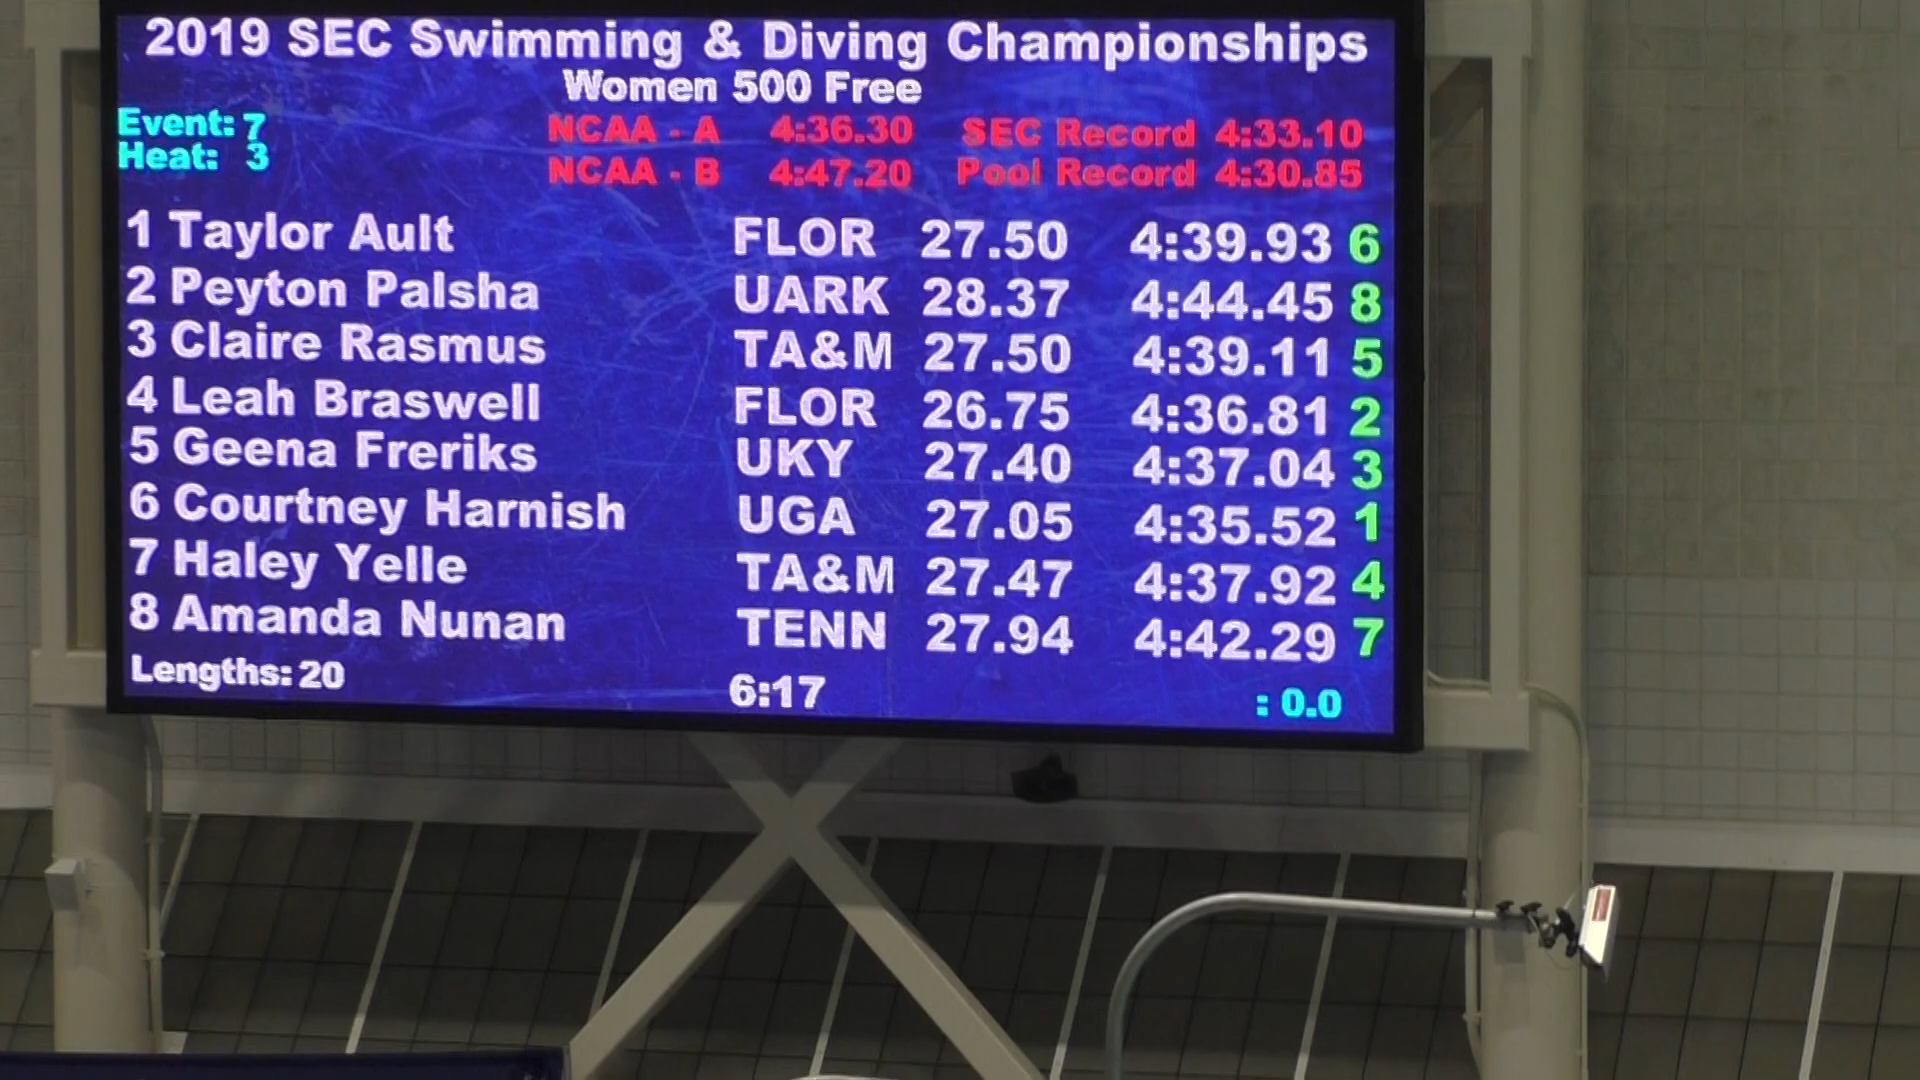 2019 SEC Swimming & Diving Championships
Women 500 Free
Event: 7 NCAA - A 4:36.30 SEC Record 4:33.10
Heat: 3 NCAA - B 4:47.20 Pool Record 4:30.85
1 Taylor Ault FLOR 27.50 4:39.93 6
2 Peyton Palsha UARK 28.37 4:44.45 8
3 Claire Rasmus TA&M 27.50 4:39.11 5
4 Leah Braswell FLOR 26.75 4:36.81 2
5 Geena Freriks UKY 27.40 4:37.04 3
6 Courtney Harnish UGA 27.05 4:35.52 1
7 Haley Yelle TA&M 27.47 4:37.92 4
8 Amanda Nunan TENN 27.94 4:42.29 7
Lengths: 20 6:17 : 0.0